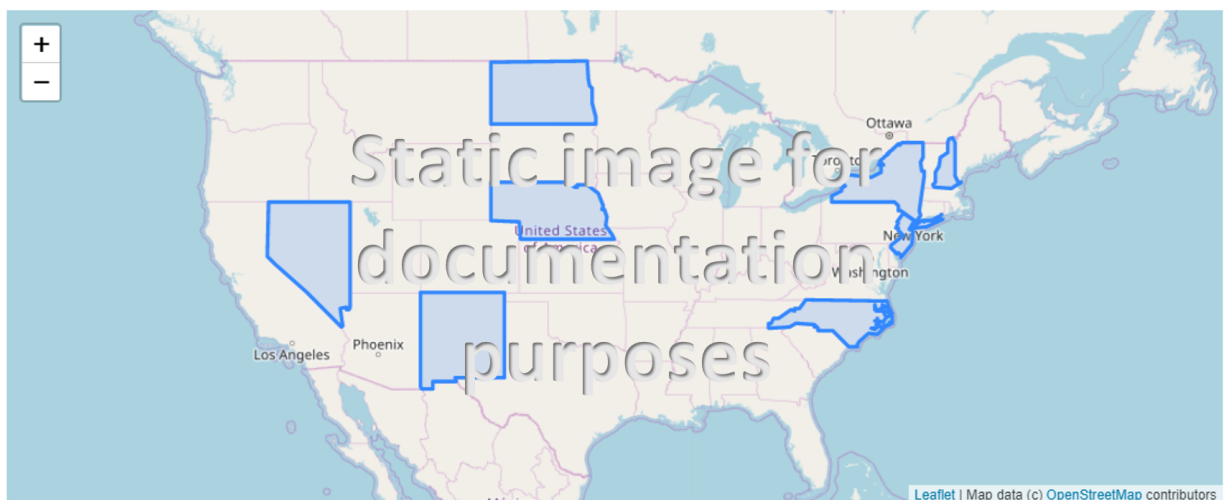 +
−
Ottawa
Static image for
United States
documentation
New York
Washington
Los Angeles
Phoenix
purposes
Leaflet | Map data (c) OpenStreetMap contributors